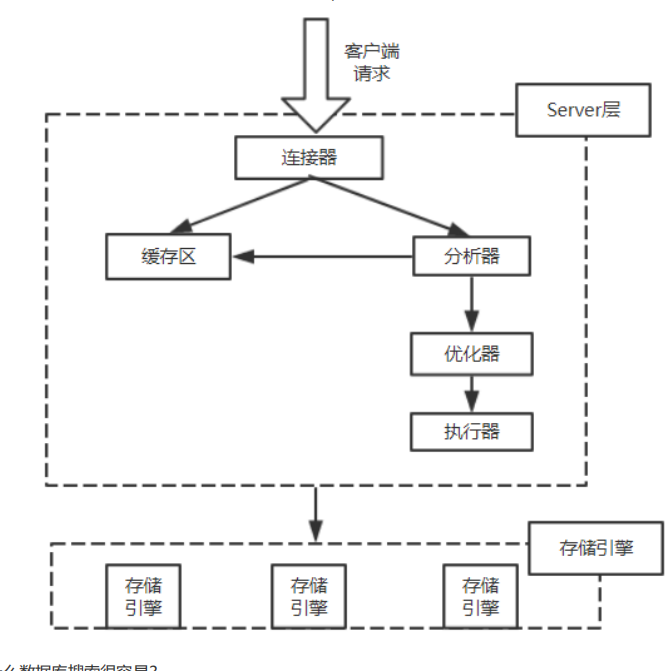 客户端
请求
Server层
连接器
缓存区
分析器
优化器
执行器
存储引擎
存储
引擎
存储
引擎
存储
引擎
数据库搜索很容易?